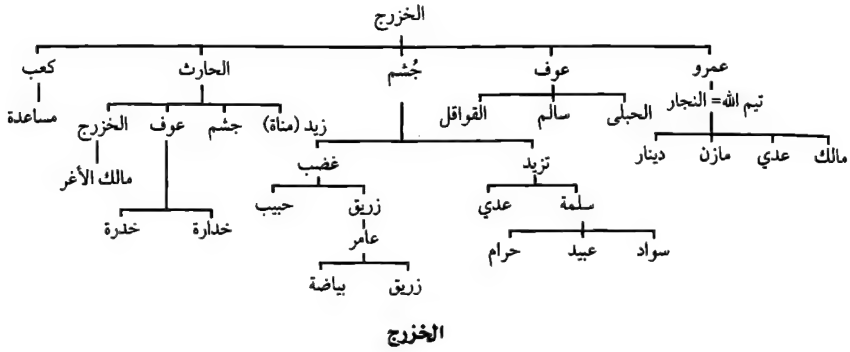 الخزرج
عمرو عوف جُشم الحارث كعب
تيم الله= النجار الحبلى سالم القواقل زيد (مناة) جشم عوف الخزرج مساعدة
مالك عدي مازن دينار تزيد غضب مالك الأغر
سلمة عدي زريق حبيب خدارة خدرة
سواد عبيد حرام عامر
زريق بياضة
الخزرج